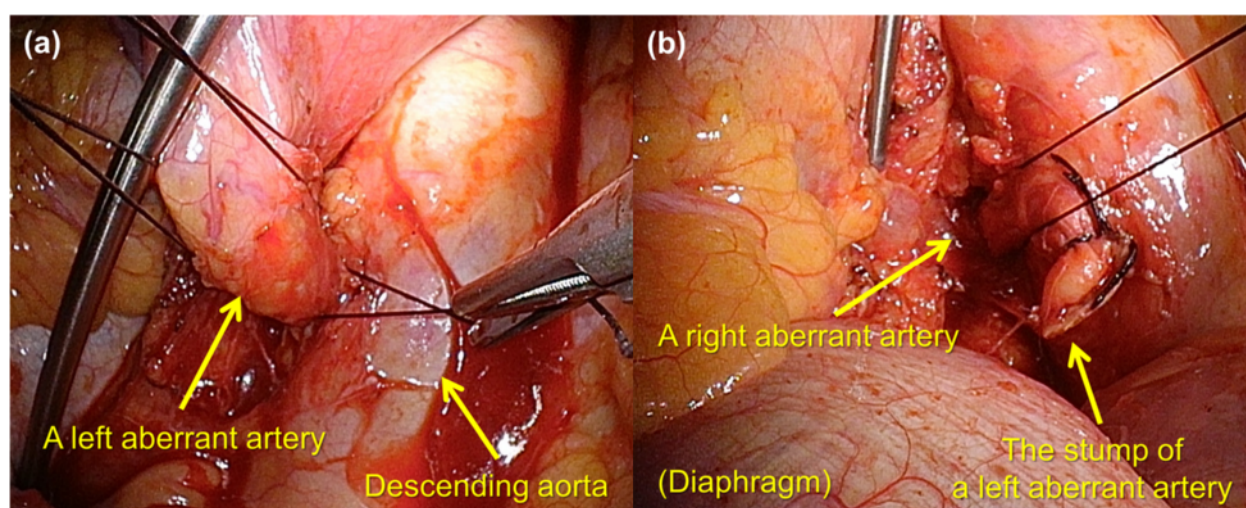 (a)
A left aberrant artery
Descending aorta
(b)
A right aberrant artery
(Diaphragm)
The stump of
a left aberrant artery